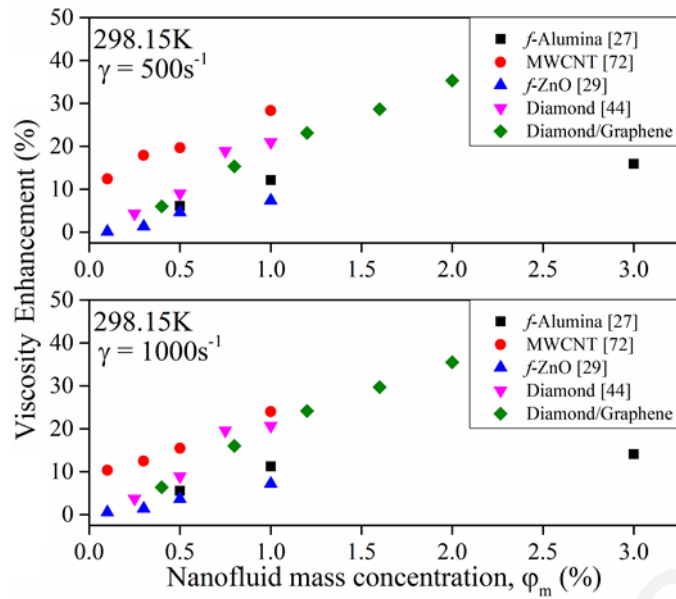 298.15K
γ = 500s⁻¹
f-Alumina [27]
MWCNT [72]
f-ZnO [29]
Diamond [44]
Diamond/Graphene
50
40
30
20
10
0
0.0 0.5 1.0 1.5 2.0 2.5 3.0
Viscosity Enhancement (%)
298.15K
γ = 1000s⁻¹
f-Alumina [27]
MWCNT [72]
f-ZnO [29]
Diamond [44]
Diamond/Graphene
50
40
30
20
10
0
0.0 0.5 1.0 1.5 2.0 2.5 3.0
Nanofluid mass concentration, φₘ (%)